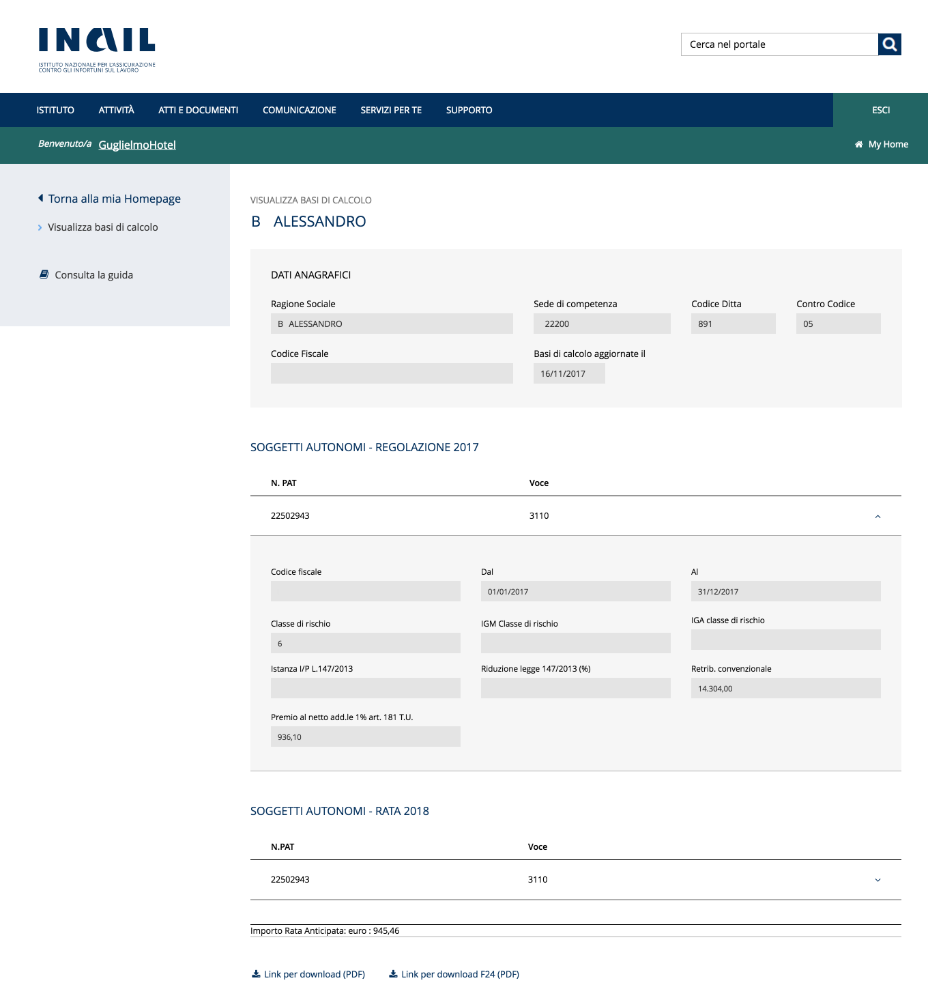 INAIL
ISTITUTO NAZIONALE PER L'ASSICURAZIONE
CONTRO GLI INFORTUNI SUL LAVORO
Cerca nel portale
ISTITUTO ATTIVITÀ ATTI E DOCUMENTI COMUNICAZIONE SERVIZI PER TE SUPPORTO ESCI
Benvenuto/a GuglielmoHotel My Home
Torna alla mia Homepage
Visualizza basi di calcolo
Consulta la guida
VISUALIZZA BASI DI CALCOLO
B ALESSANDRO
DATI ANAGRAFICI
Ragione Sociale Sede di competenza Codice Ditta Contro Codice
B ALESSANDRO 22200 891 05
Codice Fiscale Basi di calcolo aggiornate il
16/11/2017
SOGGETTI AUTONOMI - REGOLAZIONE 2017
N. PAT Voce
22502943 3110
Codice fiscale Dal Al
01/01/2017 31/12/2017
Classe di rischio IGM Classe di rischio IGA classe di rischio
6
Istanza I/P L.147/2013 Riduzione legge 147/2013 (%) Retrib. convenzionale
14.304,00
Premio al netto add.le 1% art. 181 T.U.
936,10
SOGGETTI AUTONOMI - RATA 2018
N.PAT Voce
22502943 3110
Importo Rata Anticipata: euro : 945,46
Link per download (PDF) Link per download F24 (PDF)